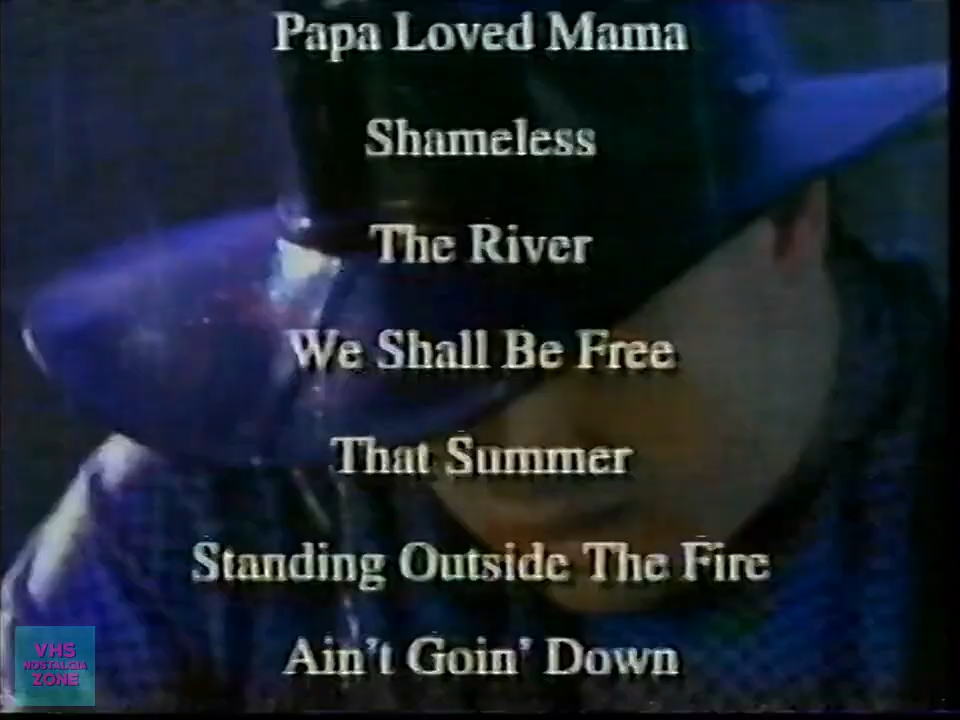 Papa Loved Mama
Shameless
The River
We Shall Be Free
That Summer
Standing Outside The Fire
Ain't Goin' Down
VHS
NOSTALGIA
ZONE